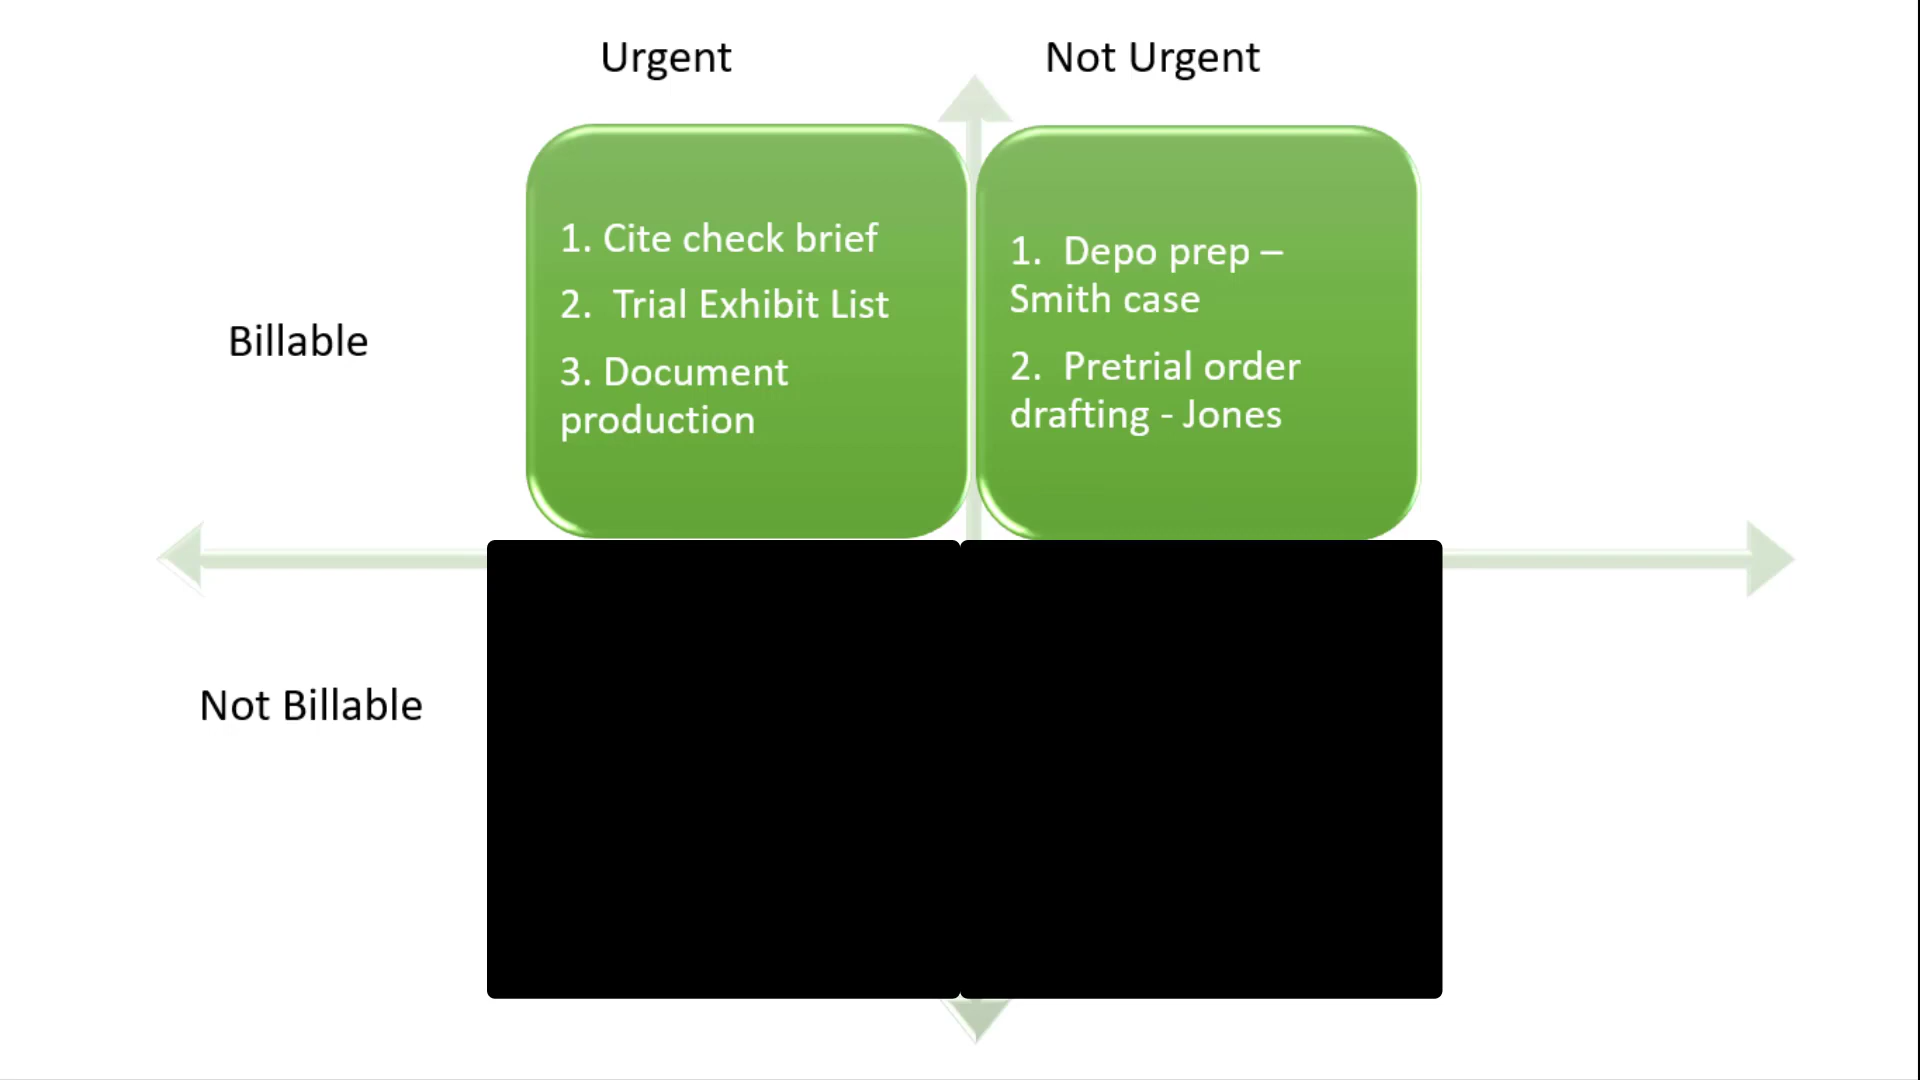 Urgent
Not Urgent
Billable
1. Cite check brief
2.  Trial Exhibit List
3. Document
production
1.  Depo prep –
Smith case
2.  Pretrial order
drafting - Jones
Not Billable